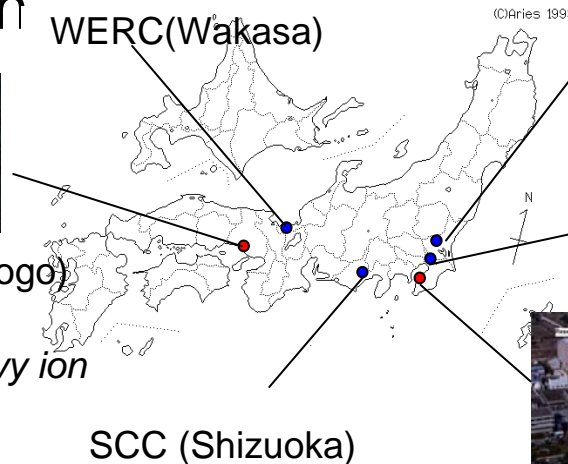 WERC(Wakasa)
(C)Aries 199
N
ogo)
vy ion
SCC (Shizuoka)